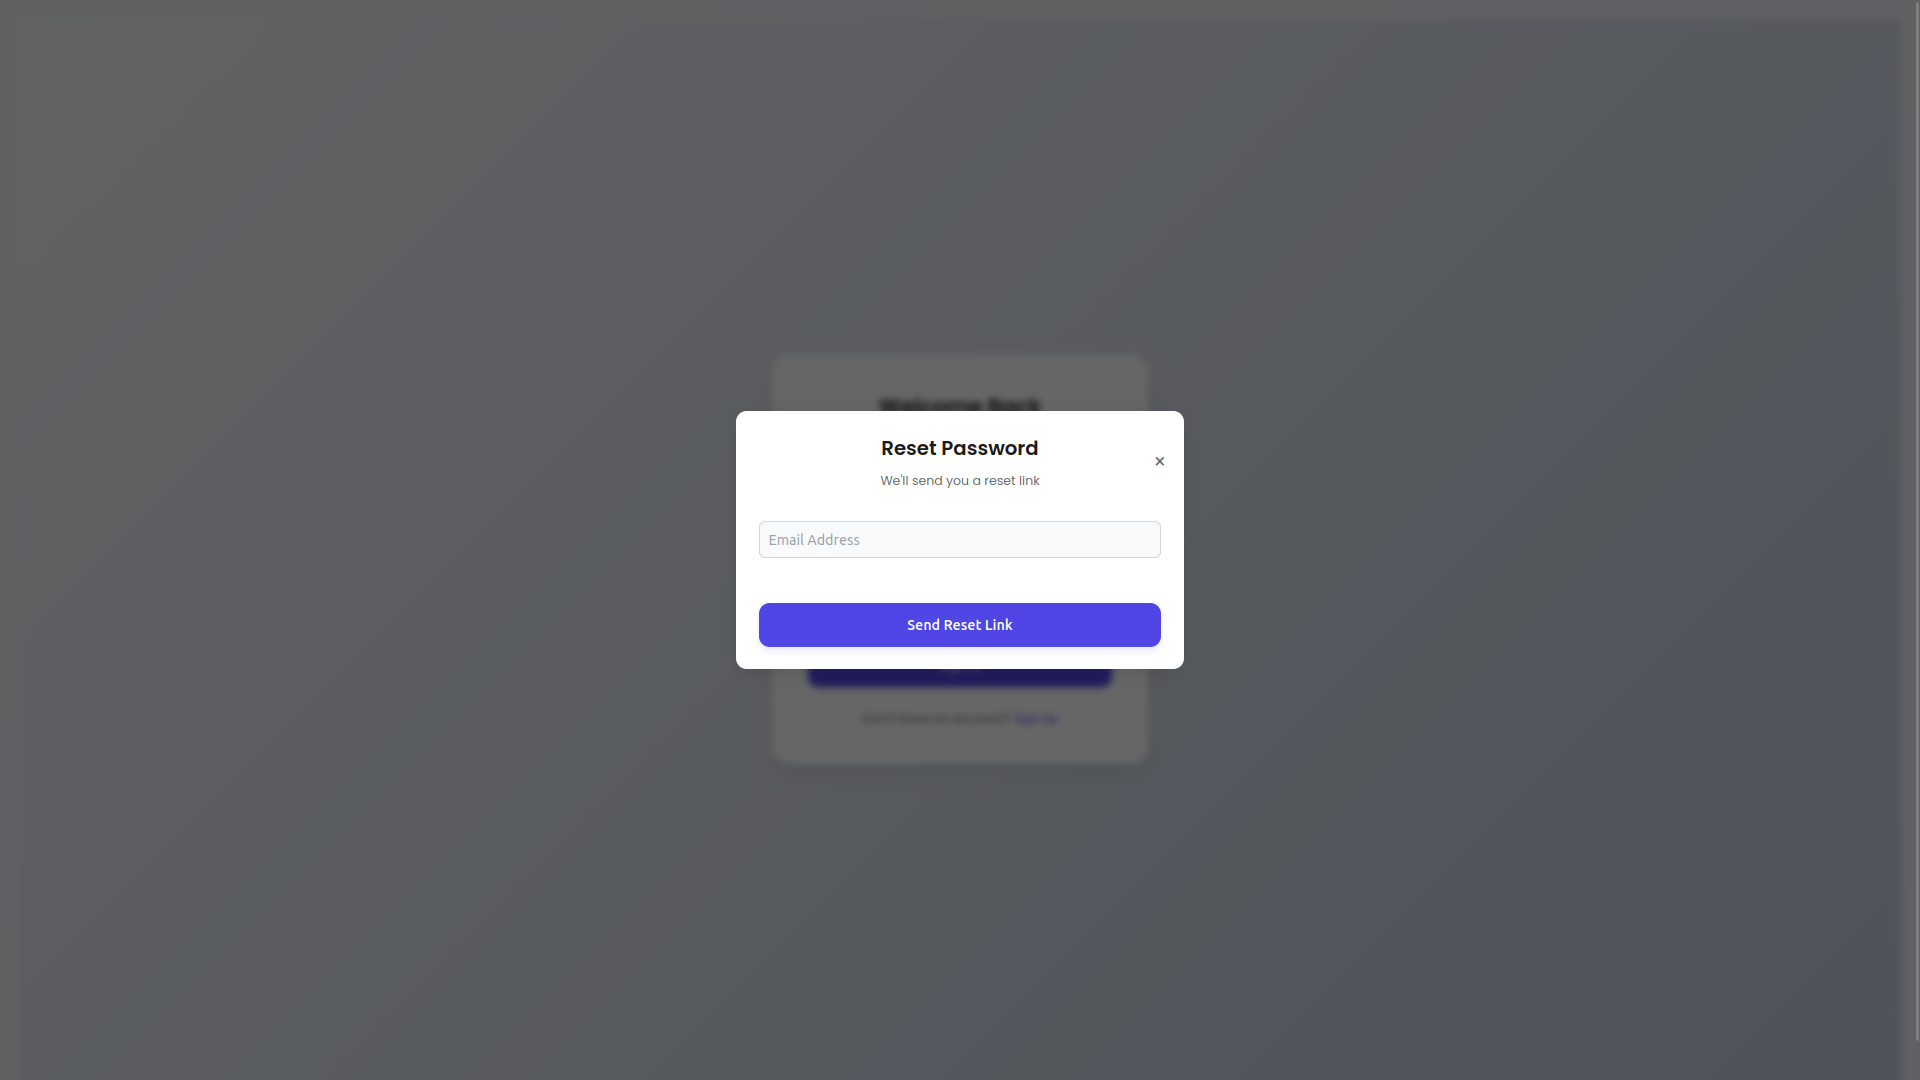 Welcome Back
Reset Password
×
We'll send you a reset link
Email Address
Send Reset Link
Don't have an account? Sign Up